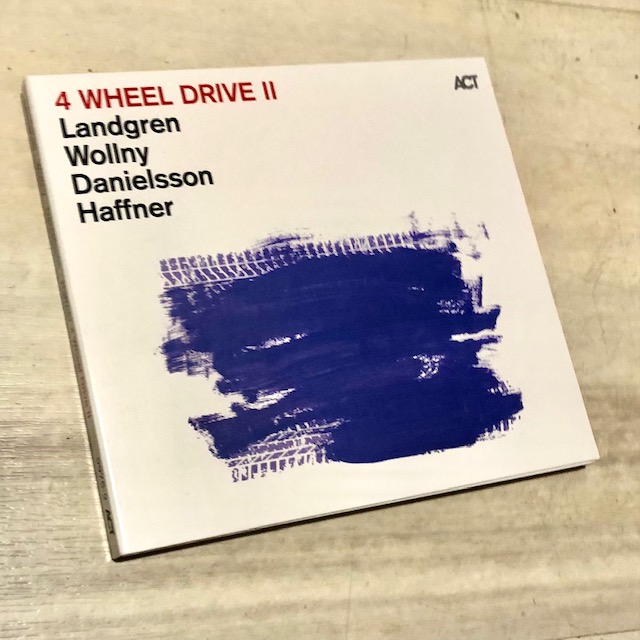 4 WHEEL DRIVE II
Landgren
Wollny
Danielsson
Haffner
ACT